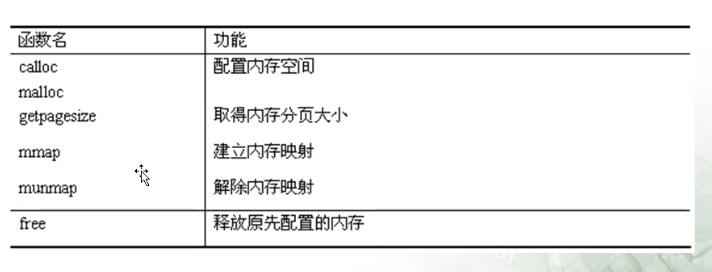 函数名 功能
calloc 配置内存空间
malloc
getpagesize 取得内存分页大小
mmap 建立内存映射
munmap 解除内存映射
free 释放原先配置的内存